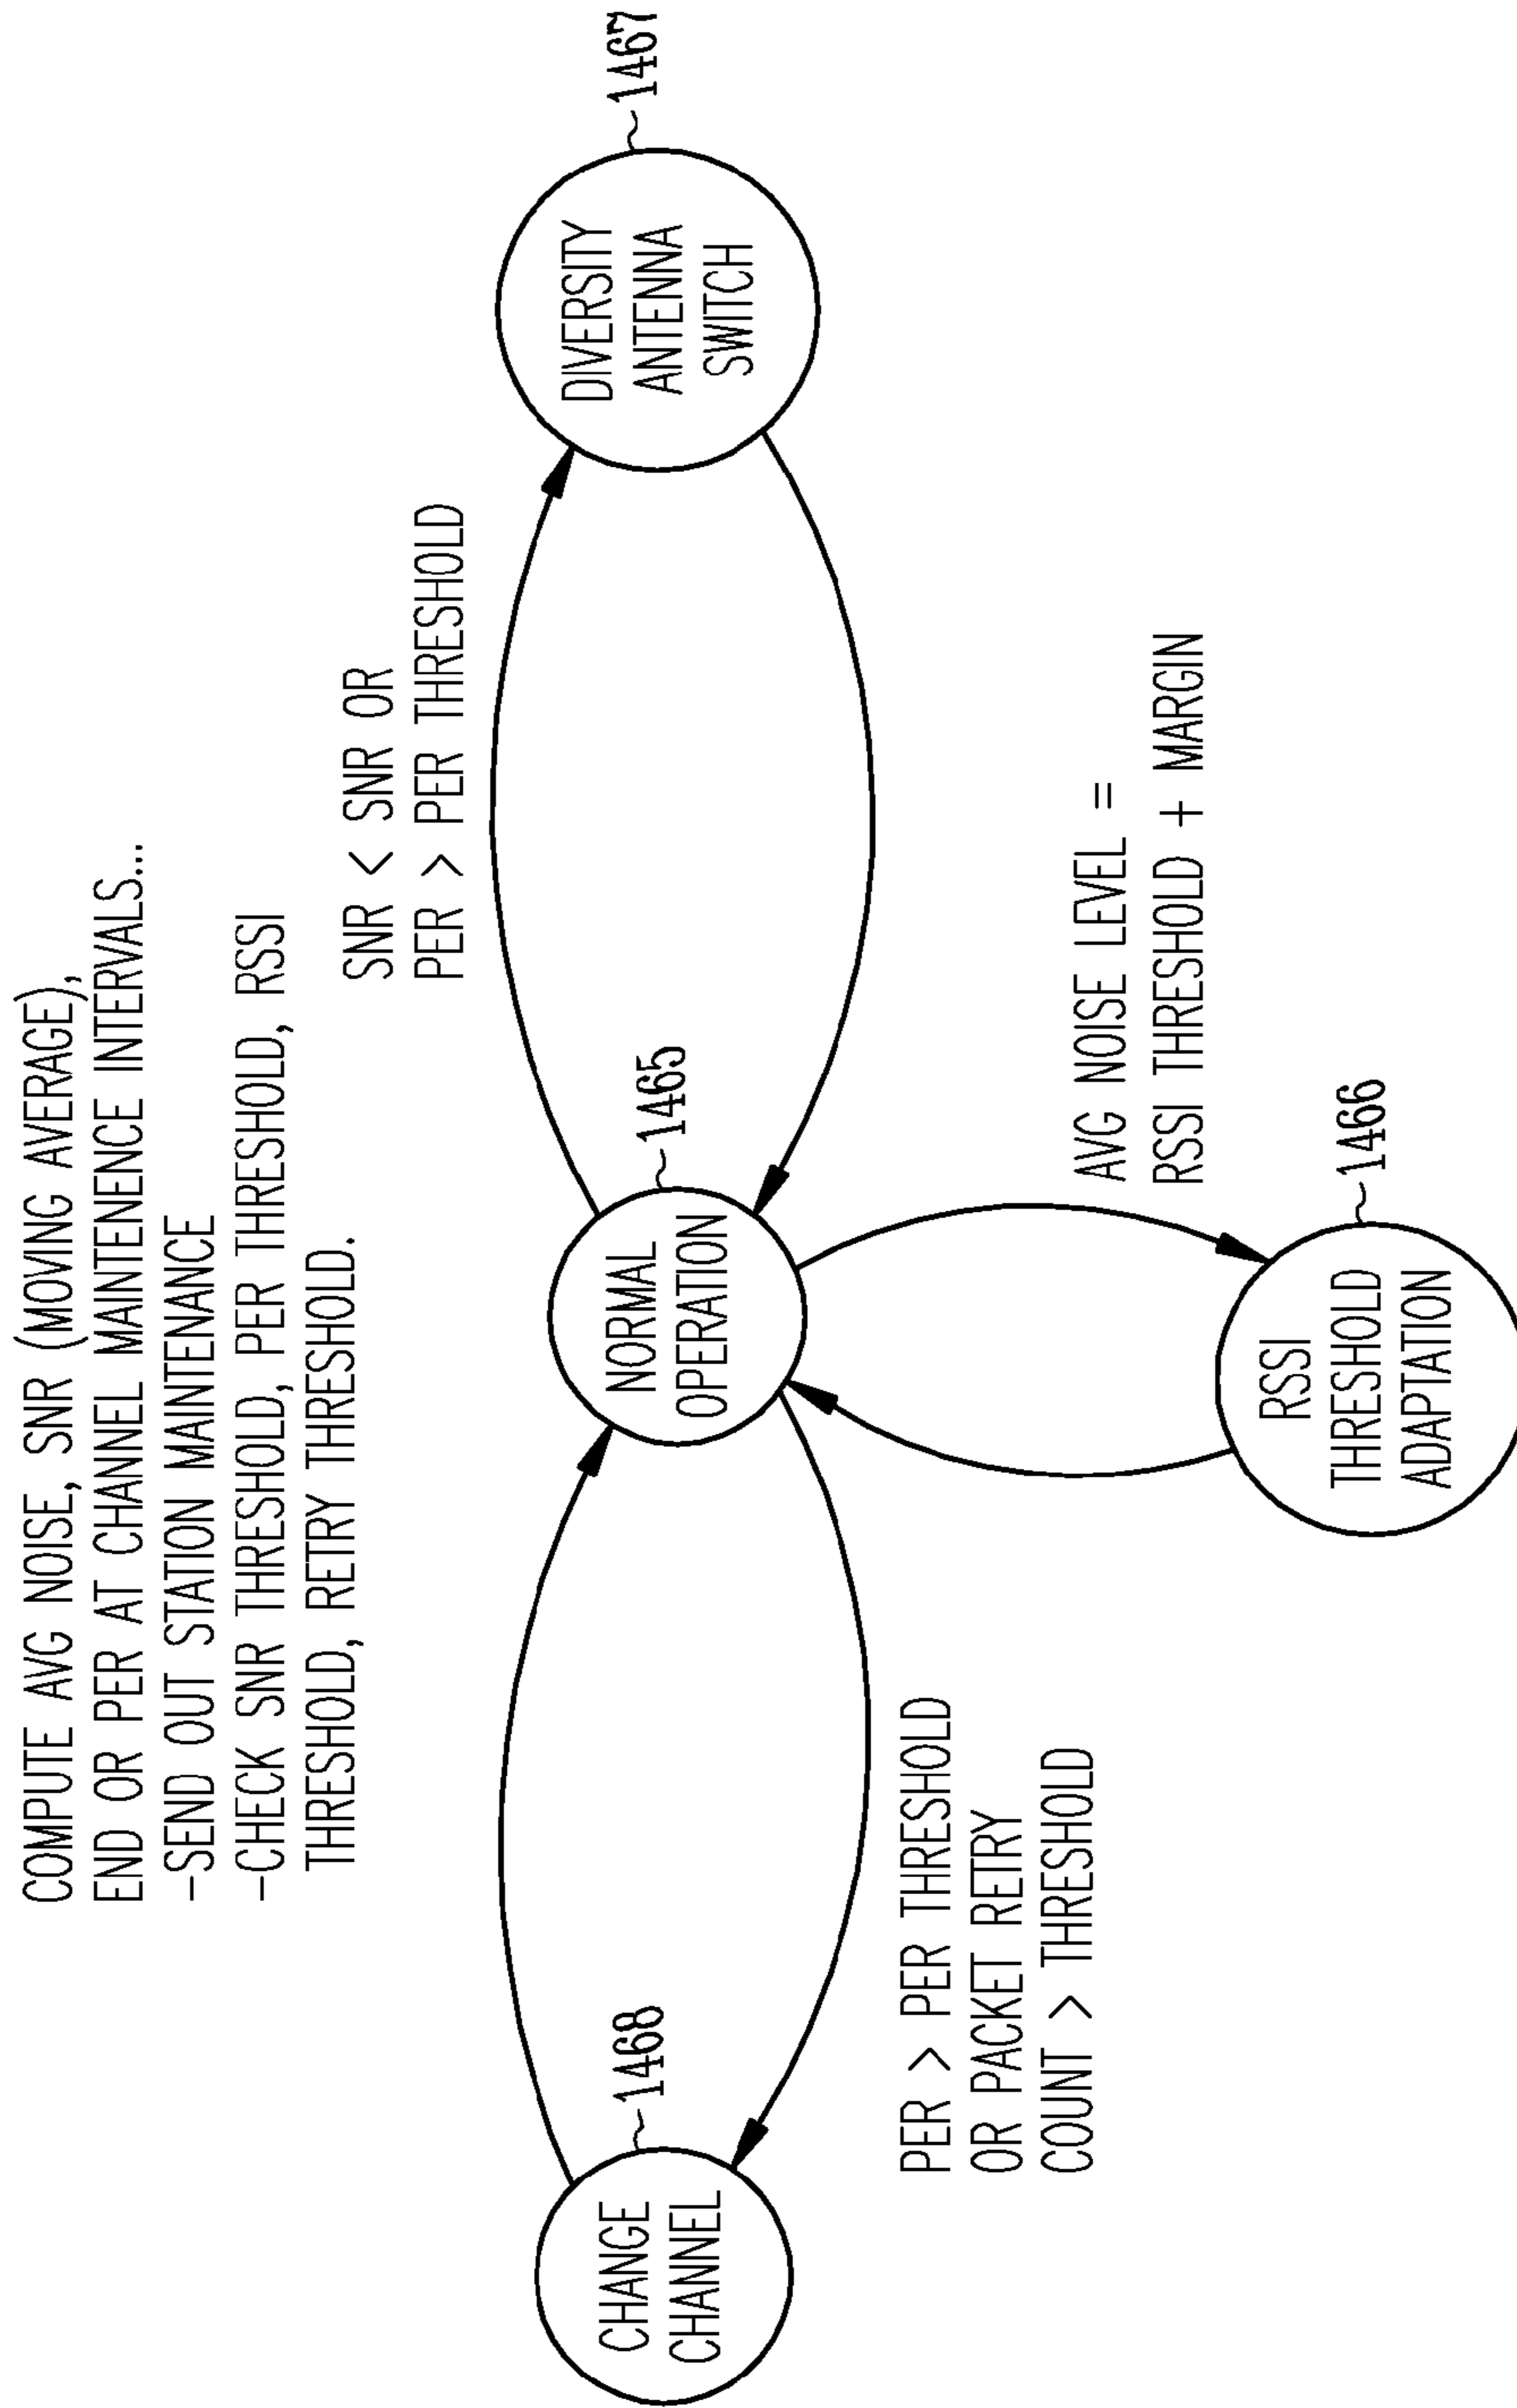 COMPUTE AVG NOISE, SNR (MOVING AVERAGE),
END OR PER AT CHANNEL MAINTENENCE INTERVALS...
-SEND OUT STATION MAINTENANCE
-CHECK SNR THRESHOLD, PER THRESHOLD, RSSI
THRESHOLD, RETRY THRESHOLD.
SNR < SNR OR
PER > PER THRESHOLD
CHANGE
CHANNEL
1468
NORMAL
OPERATION
1465
DIVERSITY
ANTENNA
SWITCH
1467
PER > PER THRESHOLD
OR PACKET RETRY
COUNT > THRESHOLD
AVG NOISE LEVEL =
RSSI THRESHOLD + MARGIN
RSSI
THRESHOLD
ADAPTATION
1466